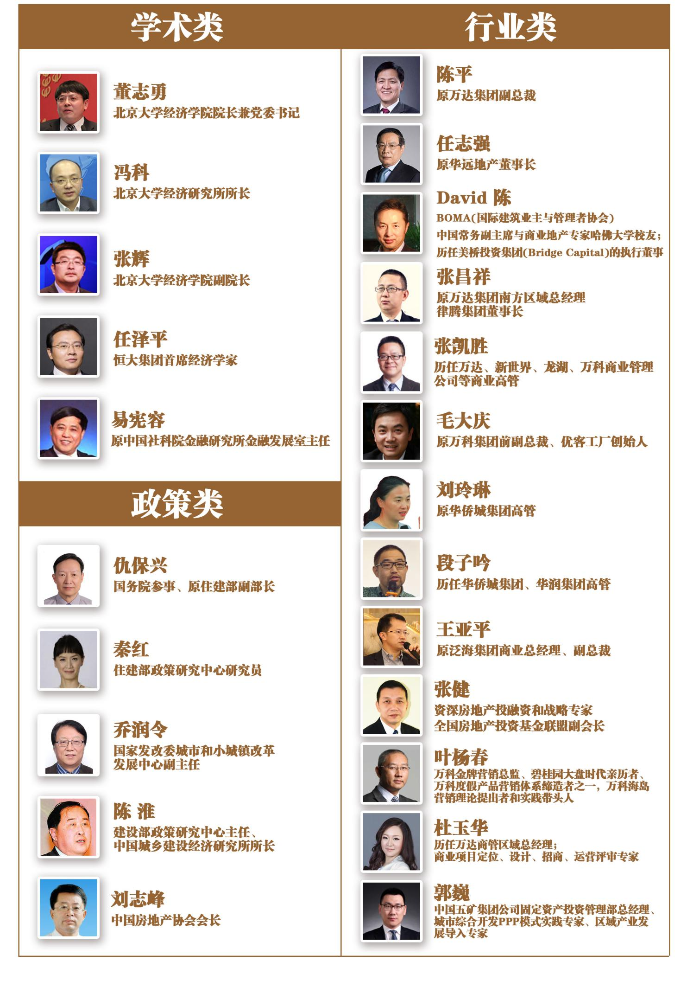 学术类
董志勇
北京大学经济学院院长兼党委书记
冯科
北京大学经济研究所所长
张辉
北京大学经济学院副院长
任泽平
恒大集团首席经济学家
易宪容
原中国社科院金融研究所金融发展室主任
政策类
仇保兴
国务院参事、原住建部副部长
秦红
住建部政策研究中心研究员
乔润令
国家发改委城市和小城镇改革
发展中心副主任
陈 淮
建设部政策研究中心主任、
中国城乡建设经济研究所所长
刘志峰
中国房地产协会会长
行业类
陈平
原万达集团副总裁
任志强
原华远地产董事长
David 陈
BOMA(国际建筑业主与管理者协会)
中国常务副主席与商业地产专家哈佛大学校友;
历任美桥投资集团(Bridge Capital)的执行董事
张昌祥
原万达集团南方区域总经理
律腾集团董事长
张凯胜
历任万达、新世界、龙湖、万科商业管理
公司等商业高管
毛大庆
原万科集团前副总裁、优客工厂创始人
刘玲琳
原华侨城集团高管
段子吟
历任华侨城集团、华润集团高管
王亚平
原泛海集团商业总经理、副总裁
张健
资深房地产投融资和战略专家
全国房地产投资基金联盟副会长
叶杨春
万科金牌营销总监、碧桂园大盘时代亲历者、
万科度假产品营销体系缔造者之一，万科海岛
营销理论提出者和实践带头人
杜玉华
历任万达商管区域总经理;
商业项目定位、设计、招商、运营评审专家
郭巍
中国五矿集团公司固定资产投资管理部总经理、
城市综合开发PPP模式实践专家、区域产业发
展导入专家